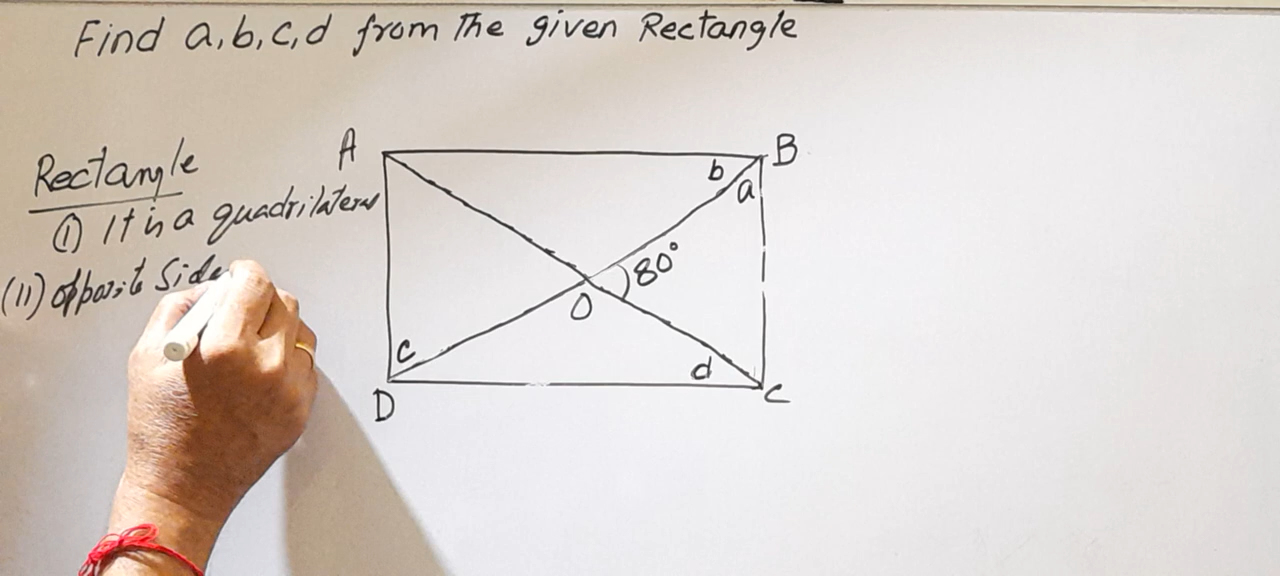 Find a,b,c,d from The given Rectangle
Rectangle
(I) It is a quadrilateral
(II) Opposite Side
A
B
b
a
80°
O
c
d
D
C